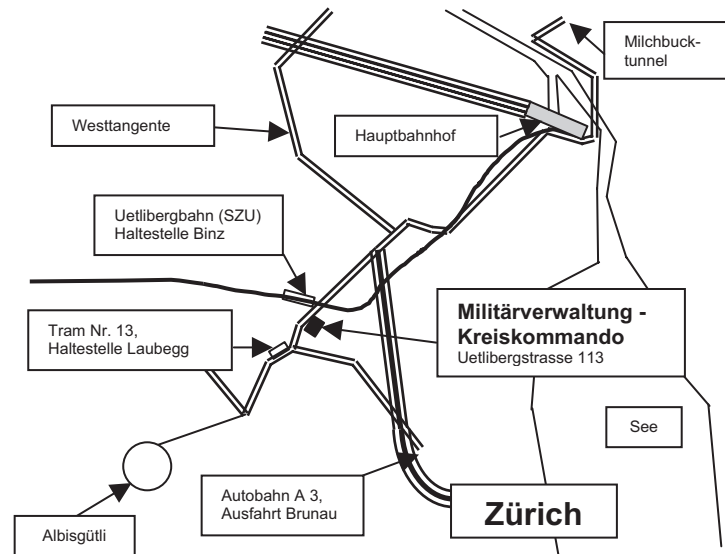 Milchbuck-
tunnel
Westtangente
Hauptbahnhof
Uetlibergbahn (SZU)
Haltestelle Binz
Militärverwaltung -
Kreiskommando
Uetlibergstrasse 113
Tram Nr. 13,
Haltestelle Laubegg
See
Autobahn A 3,
Ausfahrt Brunau
Zürich
Albisgütli